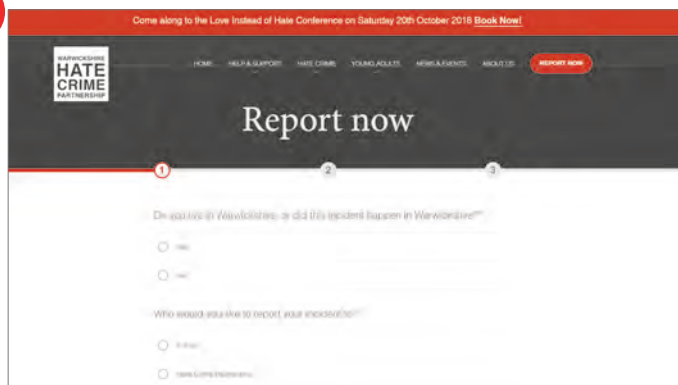 Come along to the Love Instead of Hate Conference on Saturday 20th October 2018 Book Now!
WARWICKSHIRE
HATE
CRIME
PARTNERSHIP
HOME HELP & SUPPORT HATE CRIME YOUNG ADULTS NEWS & EVENTS ABOUT US REPORT NOW
Report now
1 2 3
Do you live in Warwickshire, or did this incident happen in Warwickshire?*
Who would you like to report your incident to?*